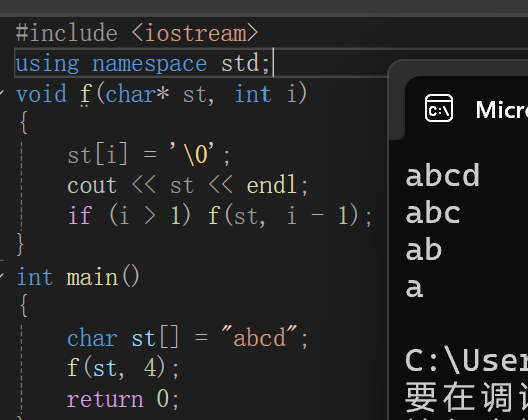 #include <iostream>
using namespace std;
void f(char* st, int i)
{
st[i] = '\0';
cout << st << endl;
if (i > 1) f(st, i - 1);
}
int main()
{
char st[] = "abcd";
f(st, 4);
return 0;
C:\
abcd
abc
ab
a
C:\User
要在调